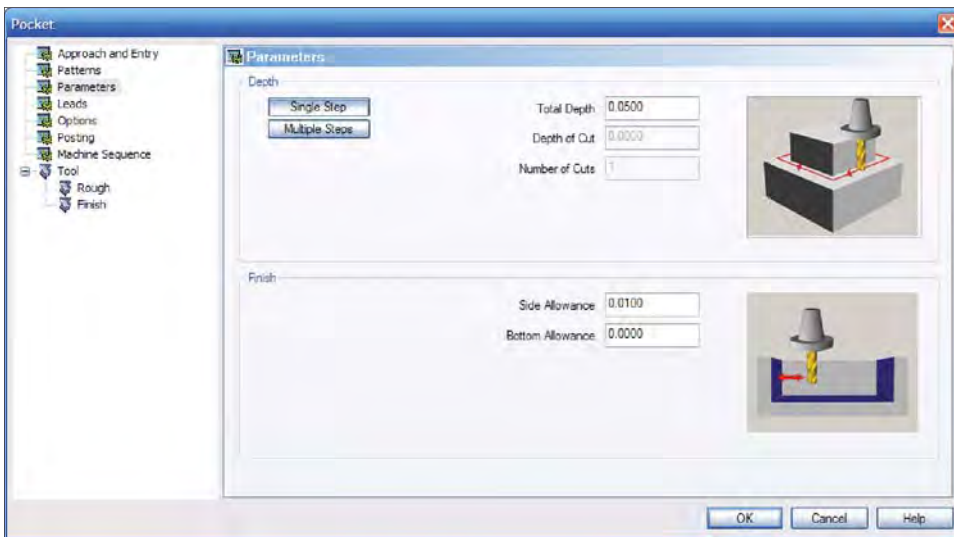 Pocket
Approach and Entry
Patterns
Parameters
Leads
Options
Posting
Machine Sequence
Tool
Rough
Finish
Parameters
Depth
Single Step
Multiple Steps
Total Depth 0.0500
Depth of Cut 0.0000
Number of Cuts 1
Finish
Side Allowance 0.0100
Bottom Allowance 0.0000
OK Cancel Help